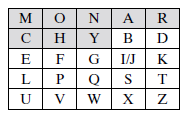 M O N A R
C H Y B D
E F G I/J K
L P Q S T
U V W X Z